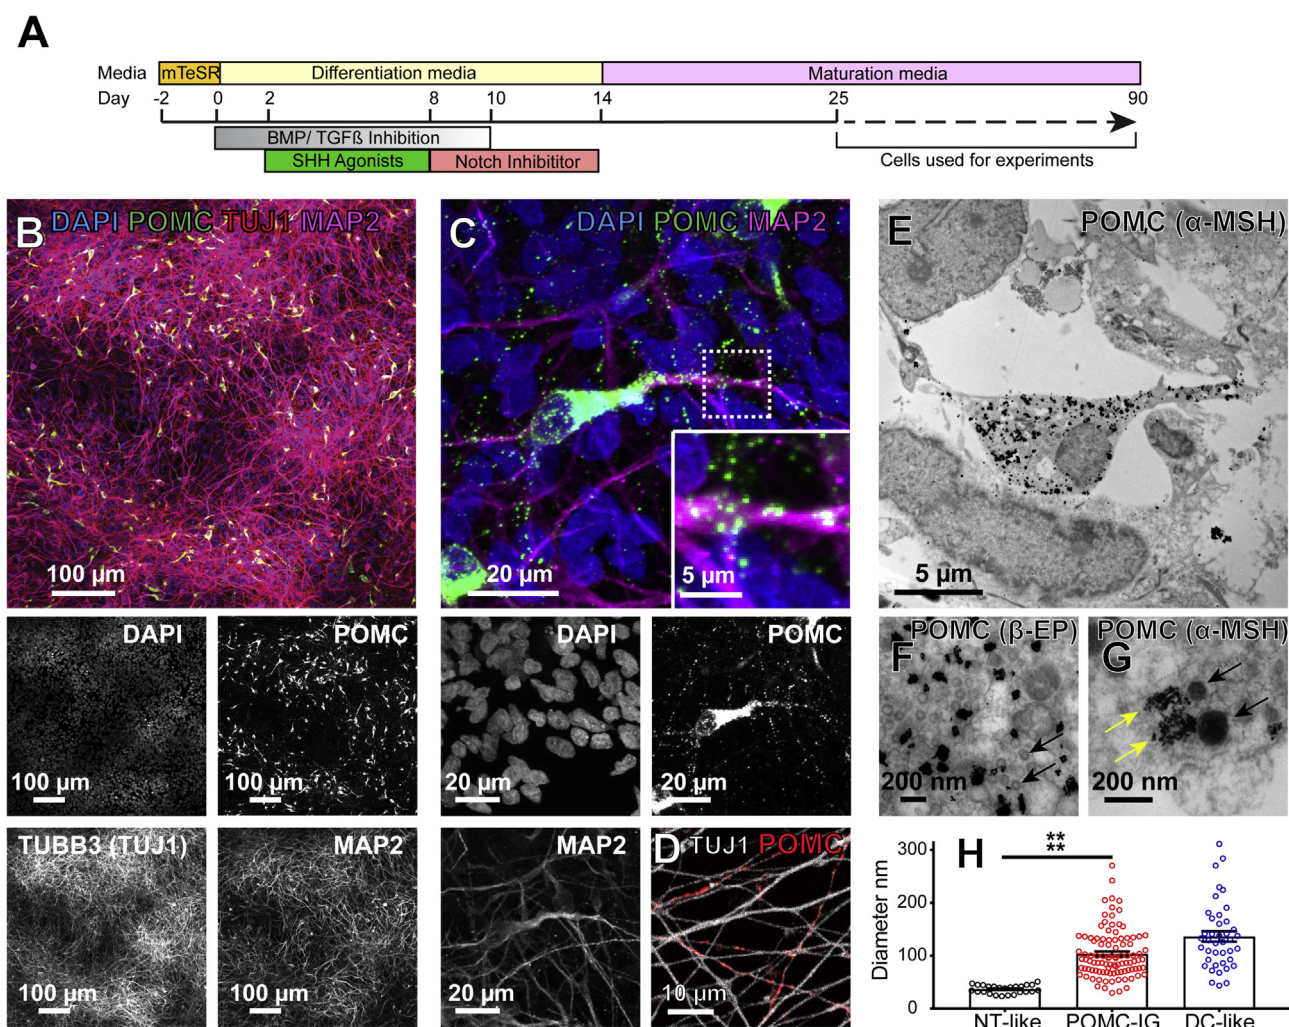 A
Media mTeSR Differentiation media Maturation media
Day -2 0 2 8 10 14 25 90
BMP/ TGFß Inhibition
SHH Agonists Notch Inhibititor
Cells used for experiments
B DAPI POMC TUJ1 MAP2
100 µm
C DAPI POMC MAP2
20 µm
5 µm
E POMC (α-MSH)
5 µm
DAPI
100 µm
POMC
100 µm
DAPI
20 µm
POMC
20 µm
F POMC (β-EP)
200 nm
G POMC (α-MSH)
200 nm
TUBB3 (TUJ1)
100 µm
MAP2
100 µm
MAP2
20 µm
D TUJ1 POMC
10 µm
H
**
**
Diameter nm
300
200
100
0
NT-like POMC-IG DC-like